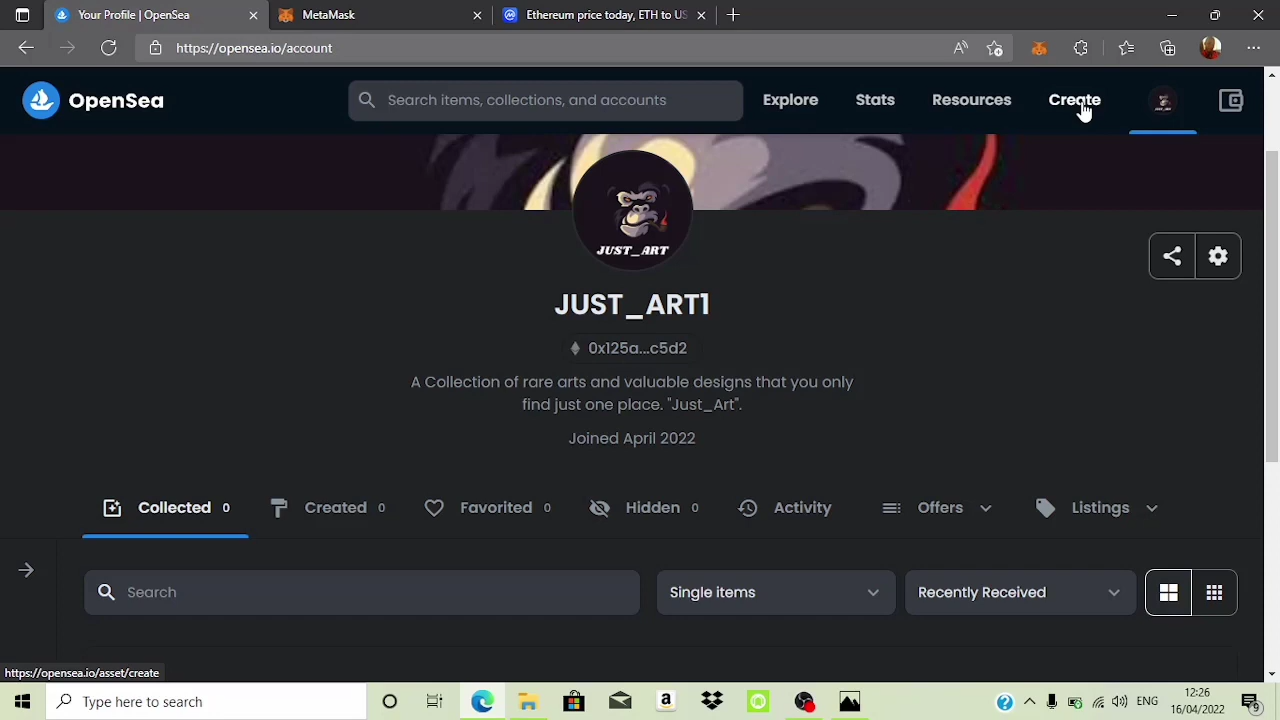 Your Profile | OpenSea
MetaMask
Ethereum price today, ETH to US
https://opensea.io/account
OpenSea
Search items, collections, and accounts
Explore
Stats
Resources
Create
JUST_ART
JUST_ART1
0x125a...c5d2
A Collection of rare arts and valuable designs that you only
find just one place. "Just_Art".
Joined April 2022
Collected 0
Created 0
Favorited 0
Hidden 0
Activity
Offers
Listings
Search
Single items
Recently Received
https://opensea.io/asset/create
Type here to search
ENG
12:26
16/04/2022
9